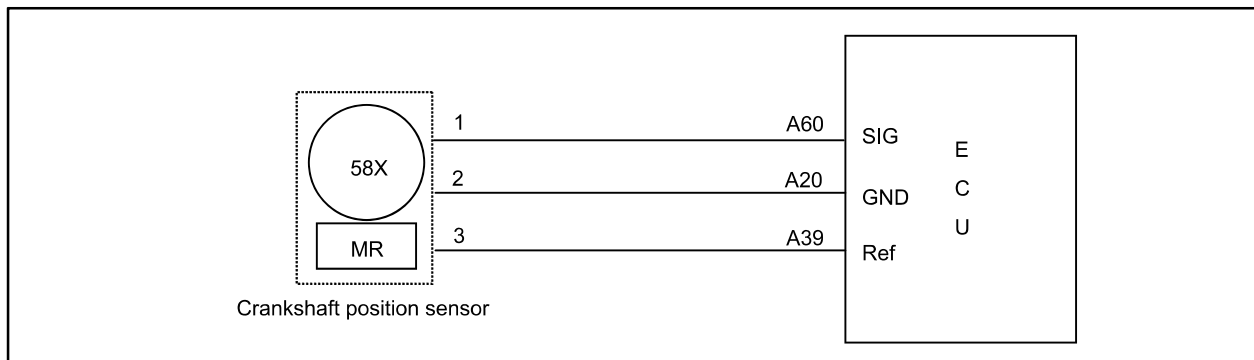 1 A60 SIG
58X
2 A20 GND
MR
3 A39 Ref
E
C
U
Crankshaft position sensor